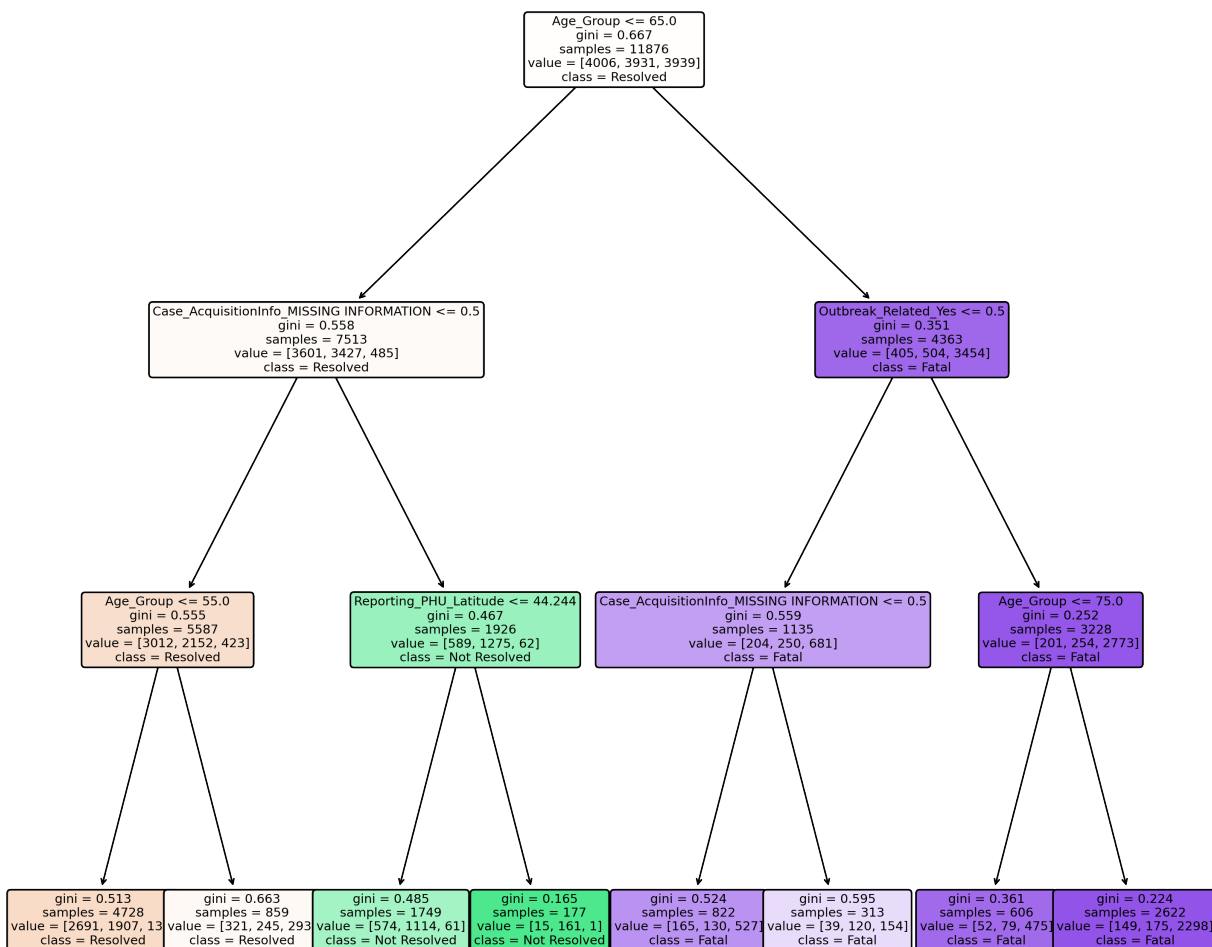 Age_Group <= 65.0
gini = 0.667
samples = 11876
value = [4006, 3931, 3939]
class = Resolved
Case_AcquisitionInfo_MISSING INFORMATION <= 0.5
gini = 0.558
samples = 7513
value = [3601, 3427, 485]
class = Resolved
Outbreak_Related_Yes <= 0.5
gini = 0.351
samples = 4363
value = [405, 504, 3454]
class = Fatal
Age_Group <= 55.0
gini = 0.555
samples = 5587
value = [3012, 2152, 423]
class = Resolved
Reporting_PHU_Latitude <= 44.244
gini = 0.467
samples = 1926
value = [589, 1275, 62]
class = Not Resolved
Case_AcquisitionInfo_MISSING INFORMATION <= 0.5
gini = 0.559
samples = 1135
value = [204, 250, 681]
class = Fatal
Age_Group <= 75.0
gini = 0.252
samples = 3228
value = [201, 254, 2773]
class = Fatal
gini = 0.513
samples = 4728
value = [2691, 1907, 13
class = Resolved
gini = 0.663
samples = 859
value = [321, 245, 293
class = Resolved
gini = 0.485
samples = 1749
value = [574, 1114, 61]
class = Not Resolved
gini = 0.165
samples = 177
value = [15, 161, 1]
class = Not Resolved
gini = 0.524
samples = 822
value = [165, 130, 527]
class = Fatal
gini = 0.595
samples = 313
value = [39, 120, 154]
class = Fatal
gini = 0.361
samples = 606
value = [52, 79, 475]
class = Fatal
gini = 0.224
samples = 2622
value = [149, 175, 2298]
class = Fatal